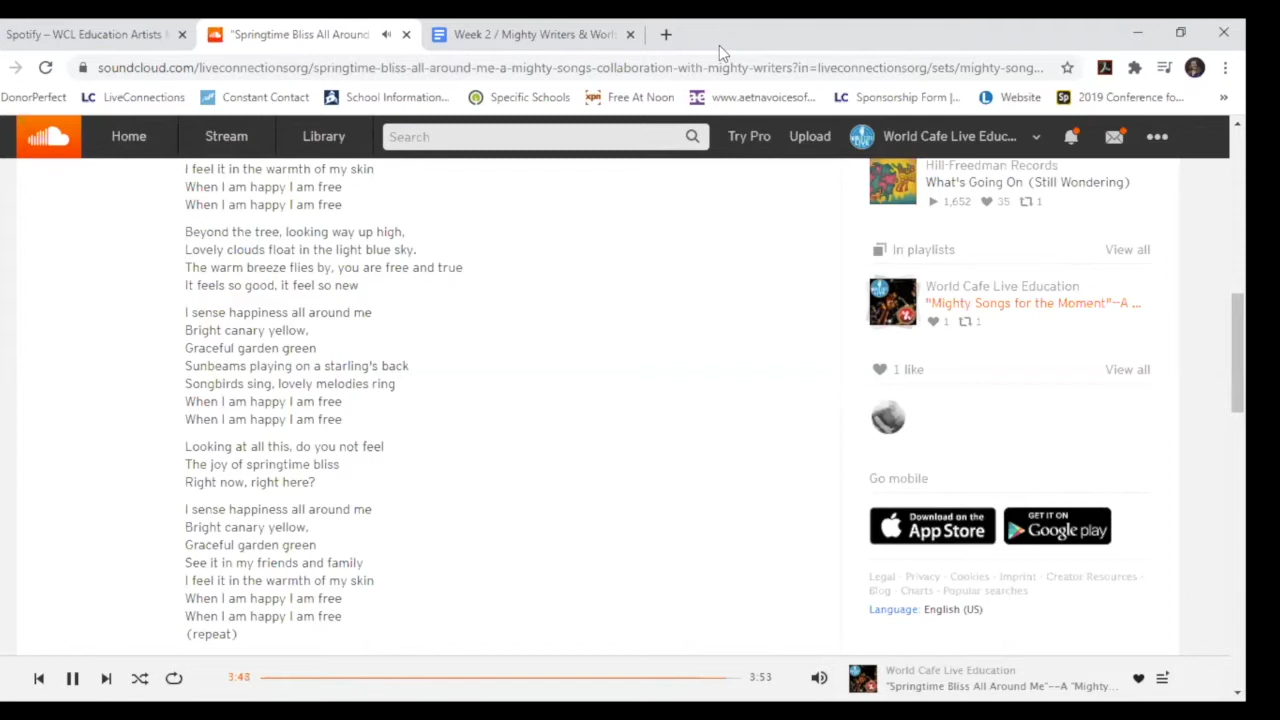 Spotify – WCL Education Artists
"Springtime Bliss All Around
Week 2 / Mighty Writers & Worl
soundcloud.com/liveconnectionsorg/springtime-bliss-all-around-me-a-mighty-songs-collaboration-with-mighty-writers?in=liveconnectionsorg/sets/mighty-song...
DonorPerfect
LC LiveConnections
Constant Contact
School Information...
Specific Schools
xpn Free At Noon
www.aetnavoicesof...
LC Sponsorship Form |...
Website
Sp 2019 Conference fo...
»
Home
Stream
Library
Search
Try Pro
Upload
World Cafe Live Educ...
I feel it in the warmth of my skin
When I am happy I am free
When I am happy I am free
Beyond the tree, looking way up high,
Lovely clouds float in the light blue sky.
The warm breeze flies by, you are free and true
It feels so good, it feel so new
I sense happiness all around me
Bright canary yellow,
Graceful garden green
Sunbeams playing on a starling's back
Songbirds sing, lovely melodies ring
When I am happy I am free
When I am happy I am free
Looking at all this, do you not feel
The joy of springtime bliss
Right now, right here?
I sense happiness all around me
Bright canary yellow,
Graceful garden green
See it in my friends and family
I feel it in the warmth of my skin
When I am happy I am free
When I am happy I am free
(repeat)
Hill-Freedman Records
What's Going On (Still Wondering)
1,652 35 1
In playlists
View all
World Cafe Live Education
"Mighty Songs for the Moment"--A ...
1 1
1 like
View all
Go mobile
Download on the
App Store
GET IT ON
Google play
Legal - Privacy - Cookies - Imprint - Creator Resources -
Blog - Charts - Popular searches
Language: English (US)
3:48
3:53
World Cafe Live Education
"Springtime Bliss All Around Me"--A "Mighty...